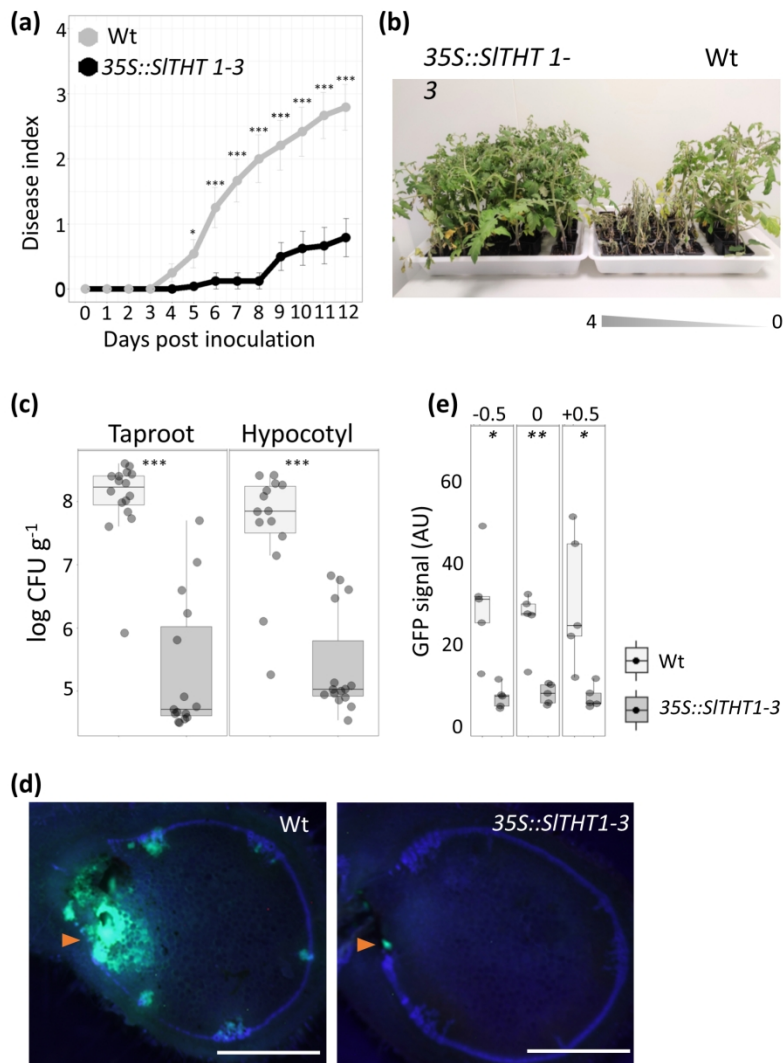 (a)
4
3
2
1
0
Disease index
Wt
35S::SlTHT 1-3
*
***
***
***
***
***
***
***
0 1 2 3 4 5 6 7 8 9 10 11 12
Days post inoculation
(b)
35S::SlTHT 1-
3
Wt
4
0
(c)
Taproot
Hypocotyl
***
***
8
7
6
5
log CFU g-1
(e)
-0.5
0
+0.5
*
**
*
60
40
20
0
GFP signal (AU)
Wt
35S::SlTHT1-3
(d)
Wt
35S::SlTHT1-3